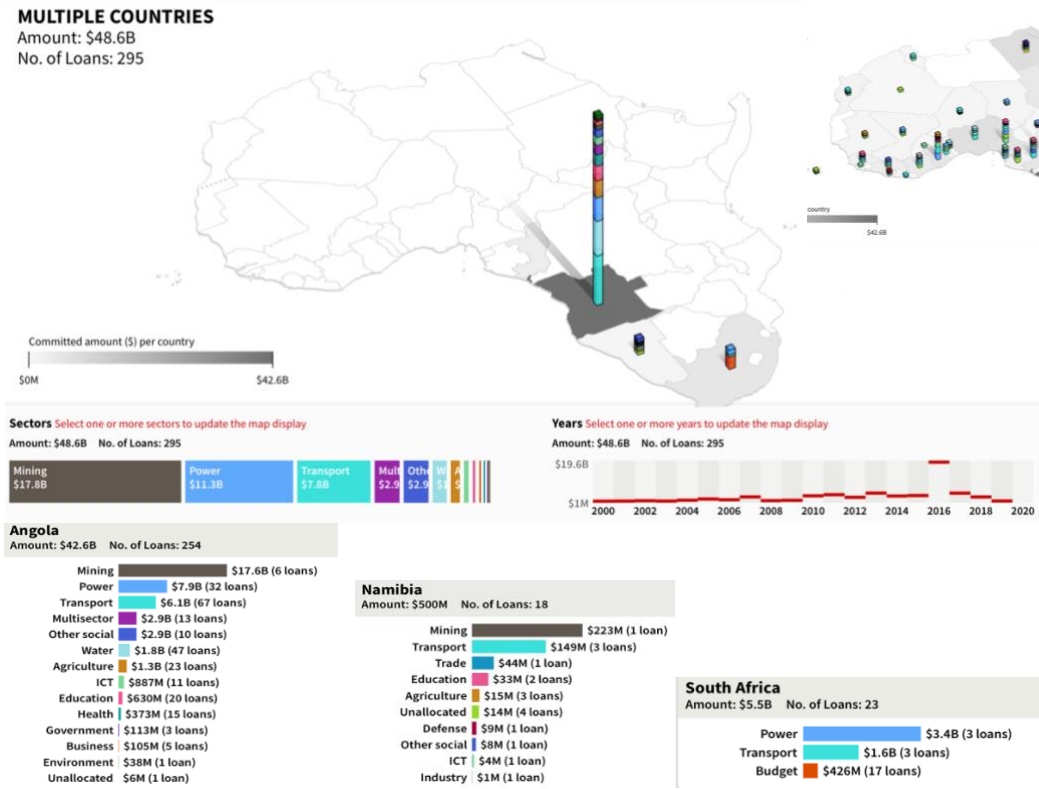 MULTIPLE COUNTRIES
Amount: $48.6B
No. of Loans: 295
country
$42.6B
Committed amount ($) per country
$0M $42.6B
Sectors Select one or more sectors to update the map display
Amount: $48.6B No. of Loans: 295
Mining
$17.8B
Power
$11.3B
Transport
$7.8B
Mult
$2.9
Othe
$2.9
W
$1
A
$
Years Select one or more years to update the map display
Amount: $48.6B No. of Loans: 295
$19.6B
$1M
2000 2002 2004 2006 2008 2010 2012 2014 2016 2018 2020
Angola
Amount: $42.6B No. of Loans: 254
Mining $17.6B (6 loans)
Power $7.9B (32 loans)
Transport $6.1B (67 loans)
Multisector $2.9B (13 loans)
Other social $2.9B (10 loans)
Water $1.8B (47 loans)
Agriculture $1.3B (23 loans)
ICT $887M (11 loans)
Education $630M (20 loans)
Health $373M (15 loans)
Government $113M (3 loans)
Business $105M (5 loans)
Environment $38M (1 loan)
Unallocated $6M (1 loan)
Namibia
Amount: $500M No. of Loans: 18
Mining $223M (1 loan)
Transport $149M (3 loans)
Trade $44M (1 loan)
Education $33M (2 loans)
Agriculture $15M (3 loans)
Unallocated $14M (4 loans)
Defense $9M (1 loan)
Other social $8M (1 loan)
ICT $4M (1 loan)
Industry $1M (1 loan)
South Africa
Amount: $5.5B No. of Loans: 23
Power $3.4B (3 loans)
Transport $1.6B (3 loans)
Budget $426M (17 loans)